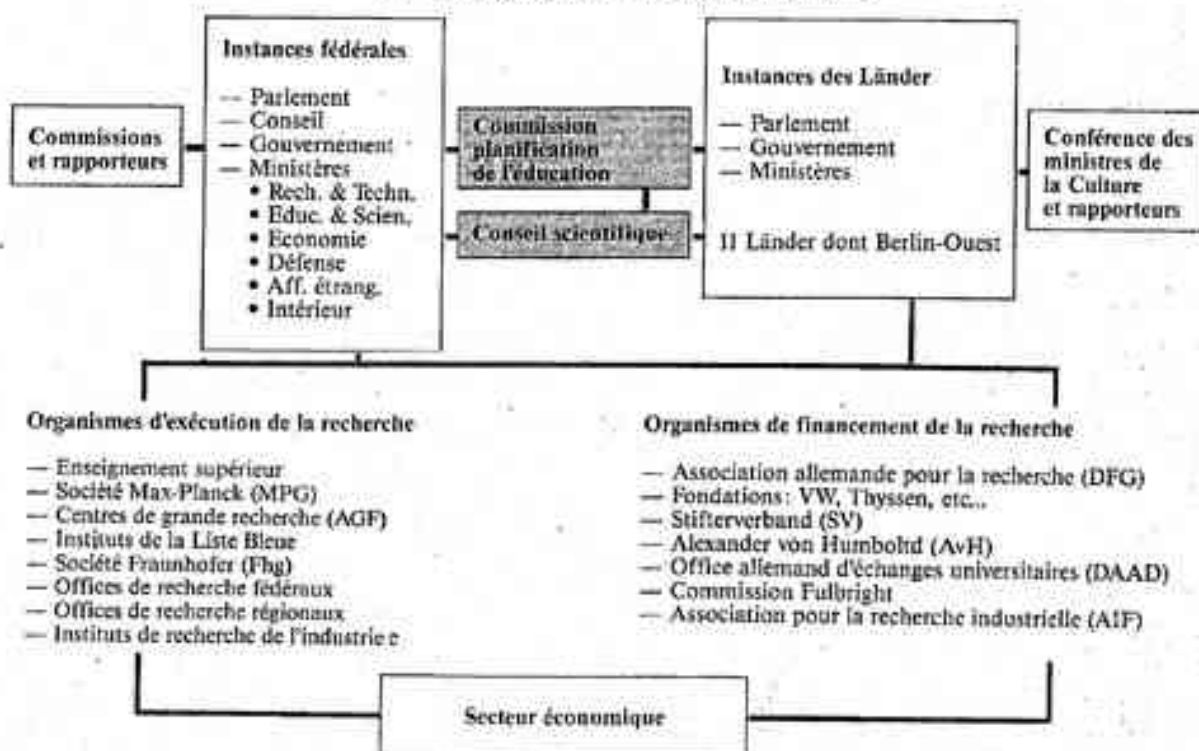 Commissions
et rapporteurs
Instances fédérales
— Parlement
— Conseil
— Gouvernement
— Ministères
• Rech. & Techn.
• Educ. & Scien.
• Economie
• Défense
• Aff. étrang.
• Intérieur
Commission
planification
de l'éducation
Conseil scientifique
Instances des Länder
— Parlement
— Gouvernement
— Ministères
11 Länder dont Berlin-Ouest
Conférence des
ministres de
la Culture
et rapporteurs
Organismes d'exécution de la recherche
— Enseignement supérieur
— Société Max-Planck (MPG)
— Centres de grande recherche (AGF)
— Instituts de la Liste Bleue
— Société Fraunhofer (Fhg)
— Offices de recherche fédéraux
— Offices de recherche régionaux
— Instituts de recherche de l'industrie
Organismes de financement de la recherche
— Association allemande pour la recherche (DFG)
— Fondations: VW, Thyssen, etc...
— Stifterverband (SV)
— Alexander von Humboltd (AvH)
— Office allemand d'échanges universitaires (DAAD)
— Commission Fulbright
— Association pour la recherche industrielle (AIF)
Secteur économique